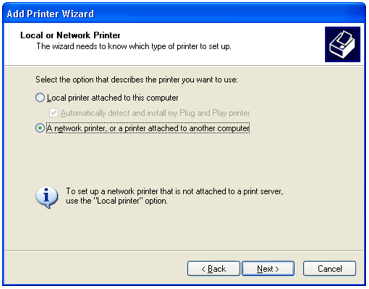 Add Printer Wizard
Local or Network Printer
The wizard needs to know which type of printer to set up.
Select the option that describes the printer you want to use:
Local printer attached to this computer
Automatically detect and install my Plug and Play printer
A network printer, or a printer attached to another computer
To set up a network printer that is not attached to a print server,
use the "Local printer" option.
< Back
Next >
Cancel